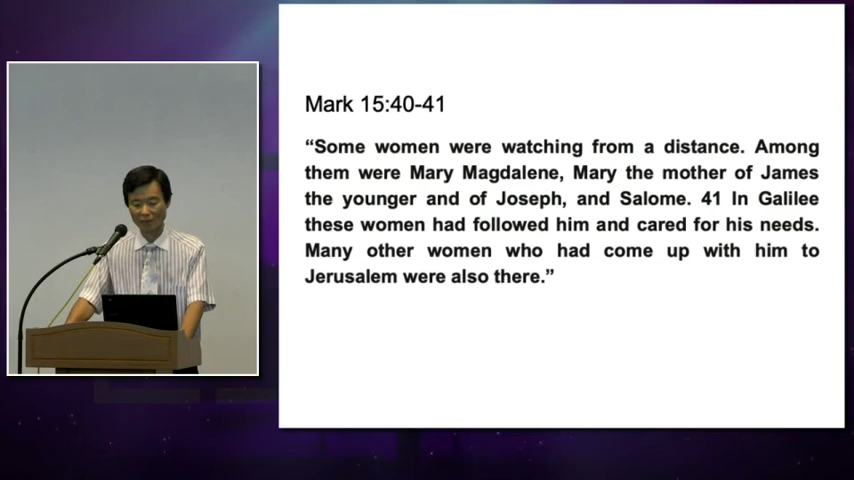 Mark 15:40-41
“Some women were watching from a distance. Among
them were Mary Magdalene, Mary the mother of James
the younger and of Joseph, and Salome. 41 In Galilee
these women had followed him and cared for his needs.
Many other women who had come up with him to
Jerusalem were also there.”